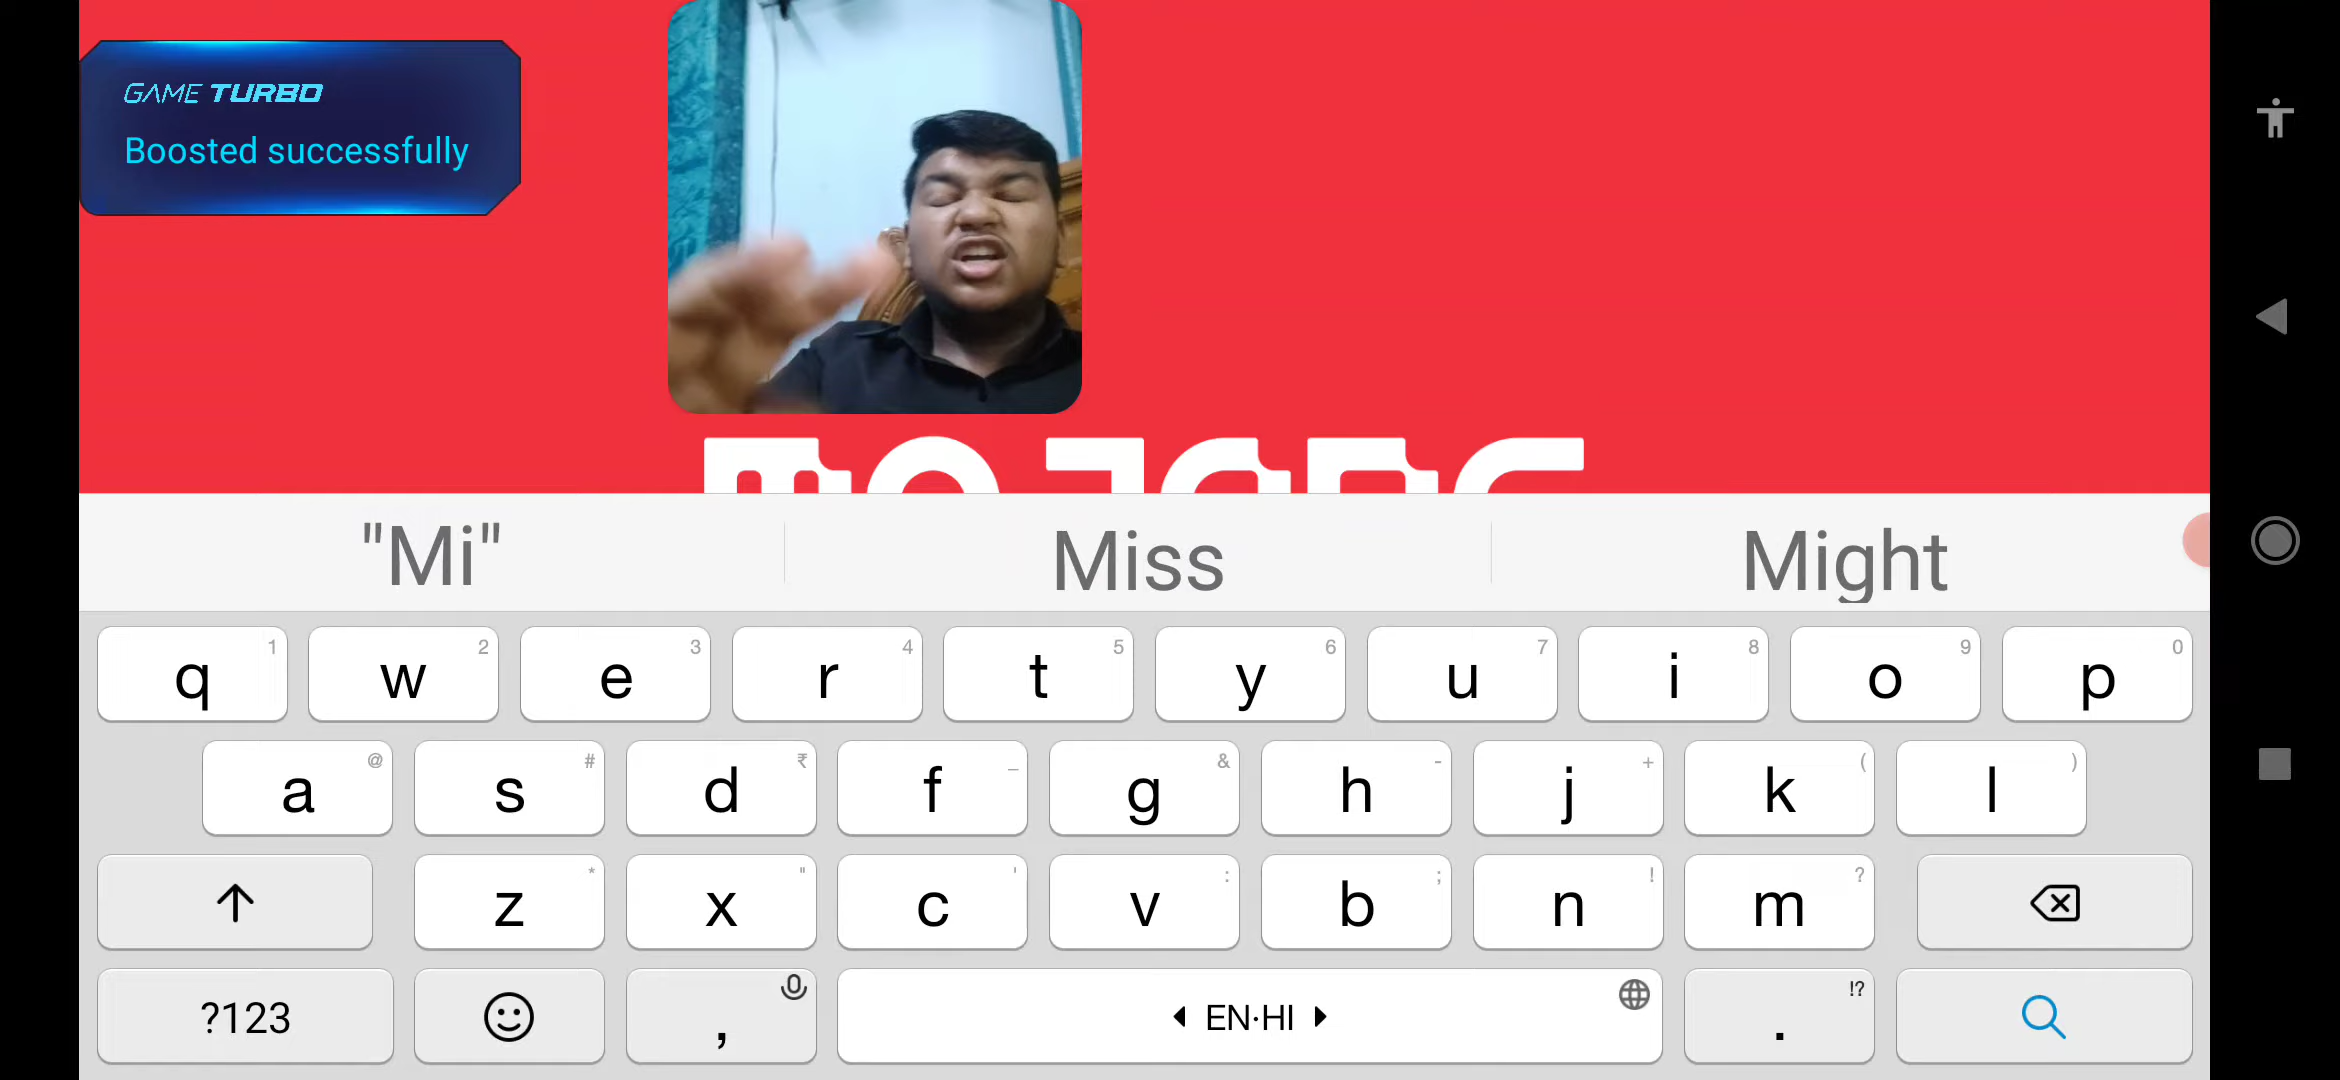 GAME TURBO
Boosted successfully
MOJANG
"Mi" Miss Might
q 1 w 2 e 3 r 4 t 5 y 6 u 7 i 8 o 9 p 0
a @ s # d ₹ f _ g & h - j + k ( l )
z * x " c ' v : b ; n ! m ?
?123 , EN·HI . !?